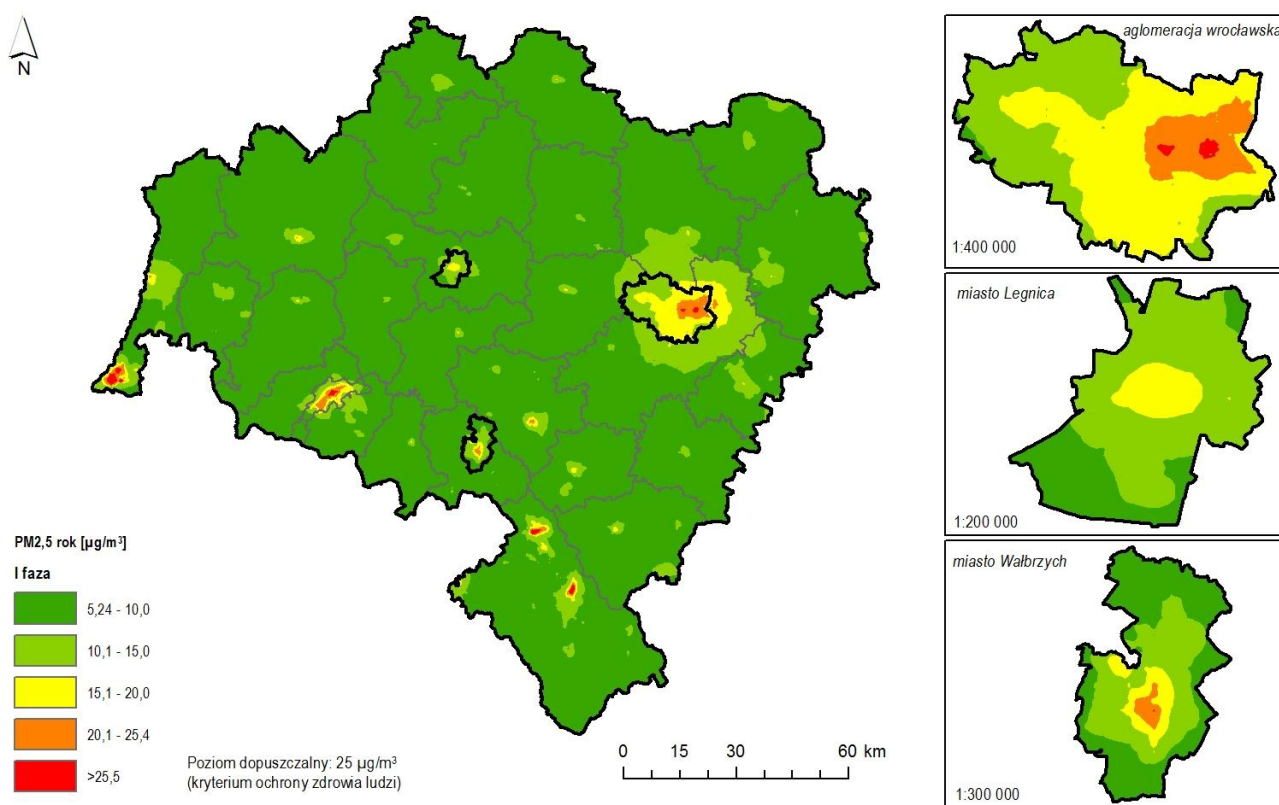 N
PM2,5 rok [µg/m³]
I faza
5,24 - 10,0
10,1 - 15,0
15,1 - 20,0
20,1 - 25,4
>25,5
Poziom dopuszczalny: 25 µg/m³
(kryterium ochrony zdrowia ludzi)
0 15 30 60 km
aglomeracja wrocławska
1:400 000
miasto Legnica
1:200 000
miasto Wałbrzych
1:300 000